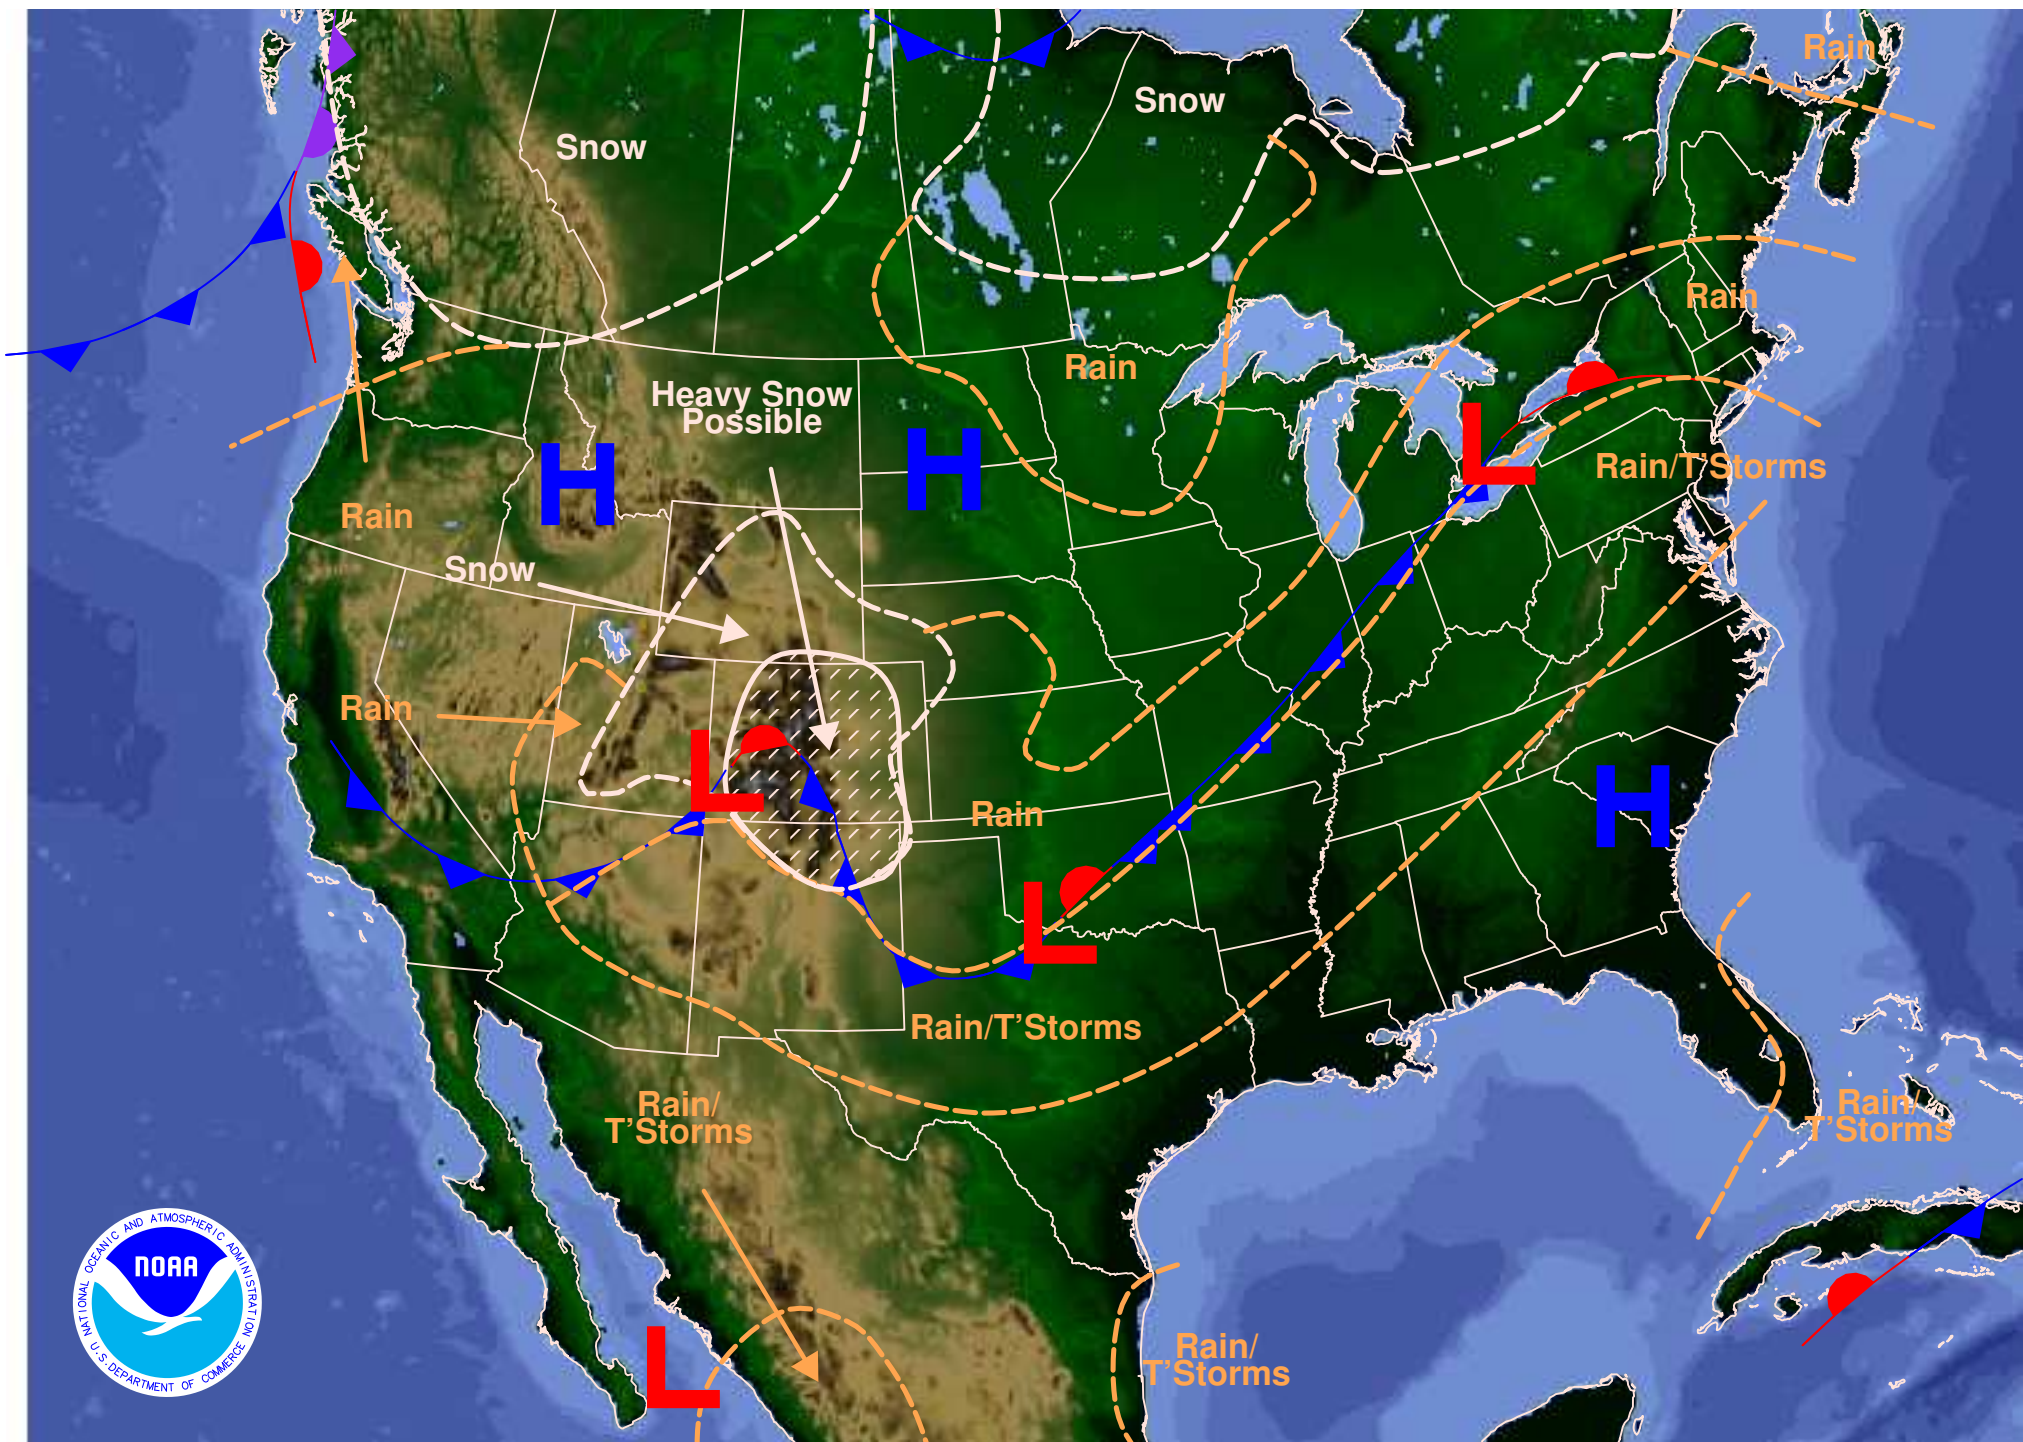 Rain
Snow
Snow
Rain
Rain
Heavy Snow
Possible
H
H
L
Rain/T'Storms
Rain
Snow
Rain
L
H
Rain
L
Rain/T'Storms
Rain/
T'Storms
Rain/
T'Storms
L
Rain/
T'Storms
NATIONAL OCEANIC AND ATMOSPHERIC ADMINISTRATION
NOAA
U.S. DEPARTMENT OF COMMERCE